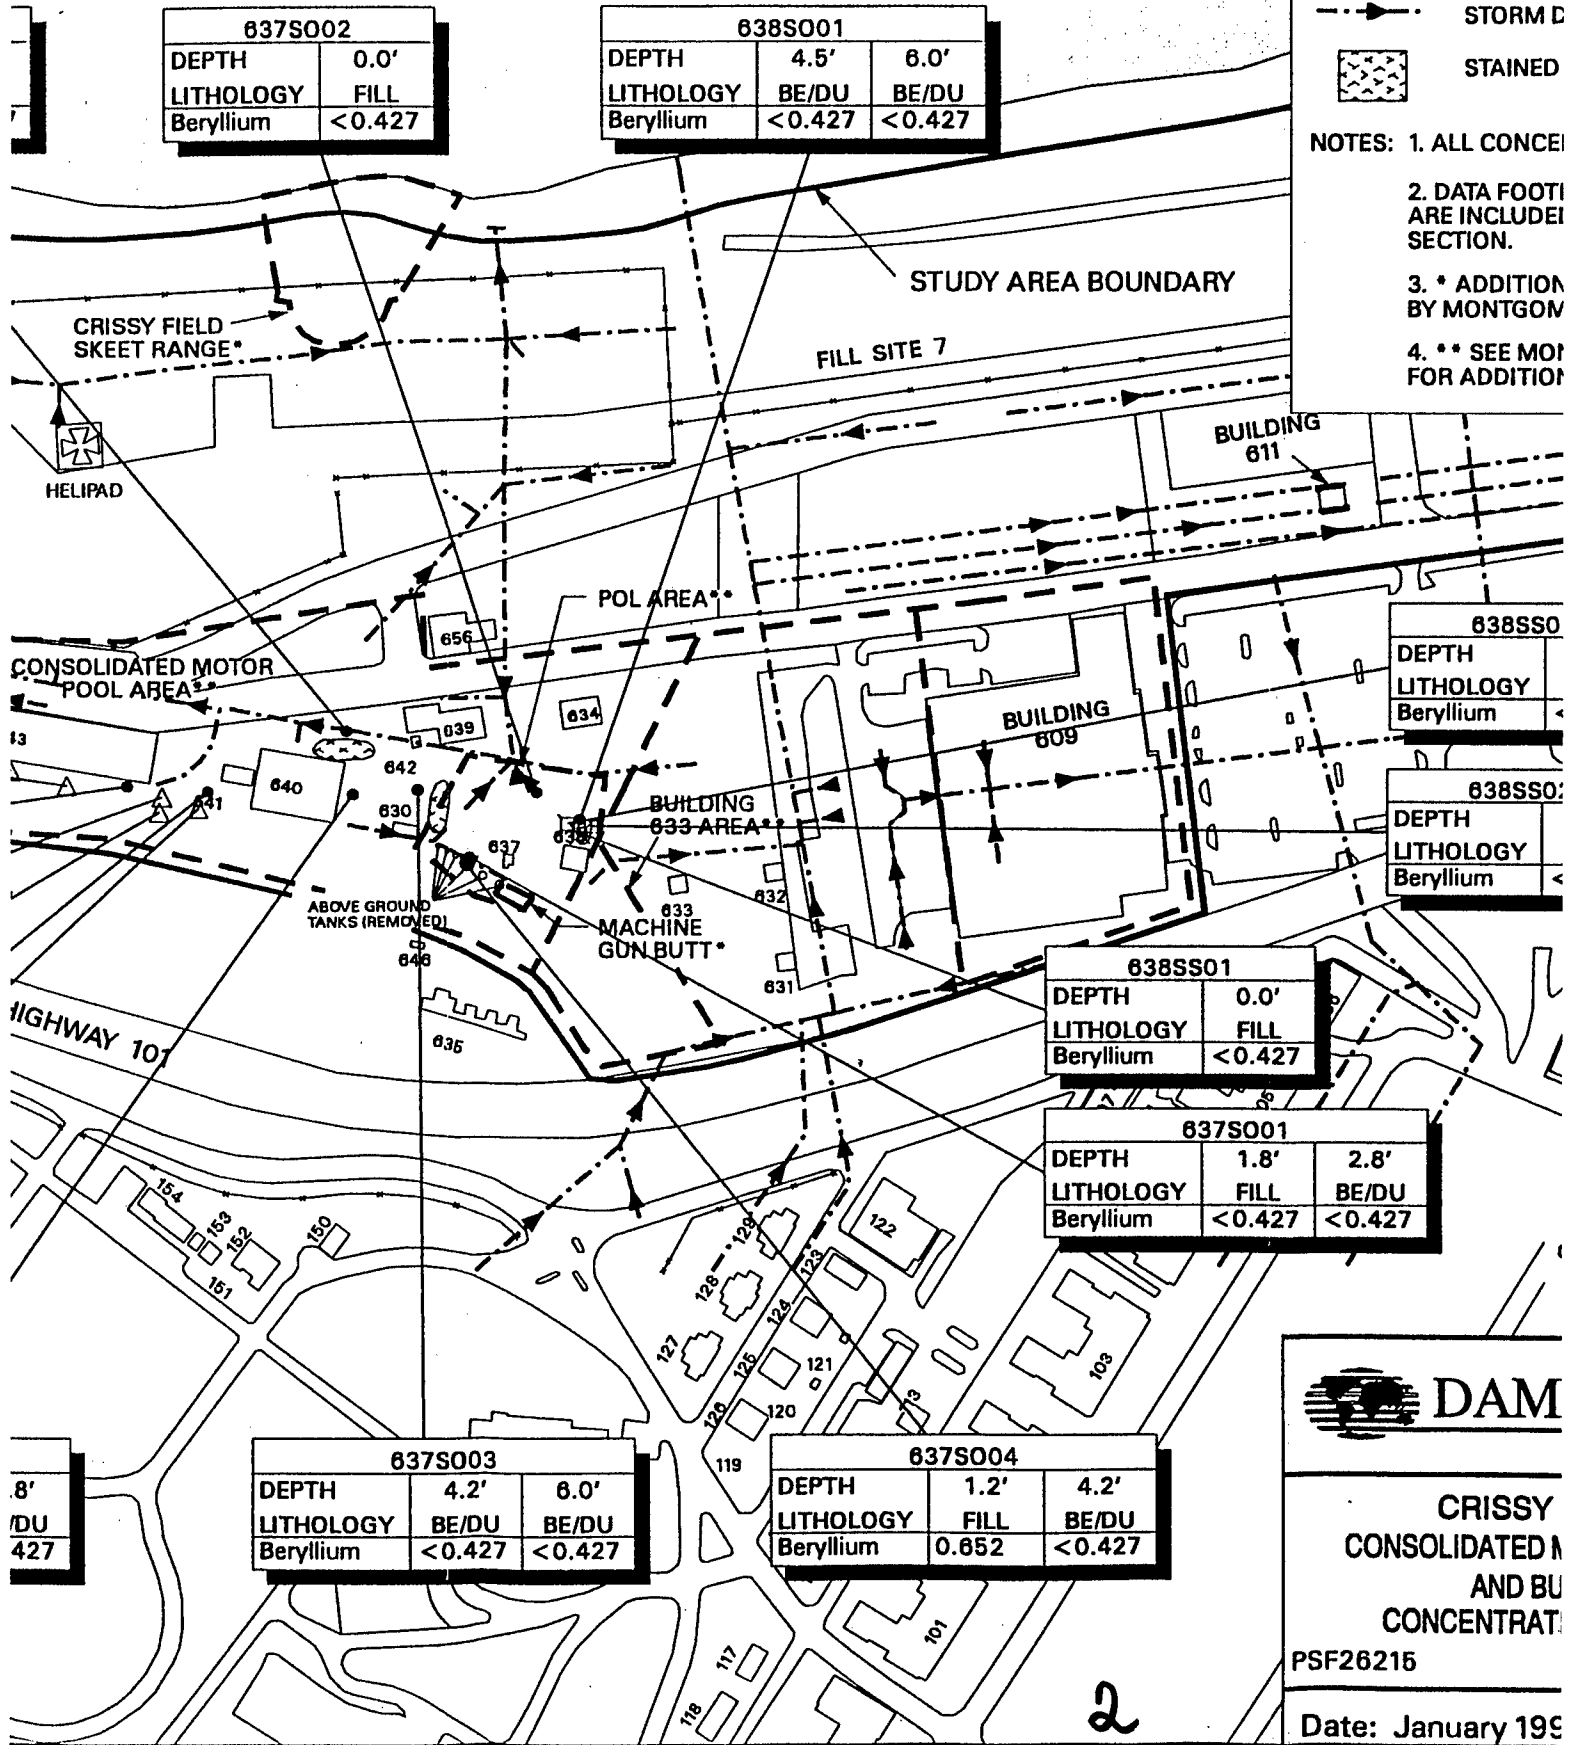 637SO02
DEPTH 0.0'
LITHOLOGY FILL
Beryllium <0.427
638SO01
DEPTH 4.5' 6.0'
LITHOLOGY BE/DU BE/DU
Beryllium <0.427 <0.427
STORM D
STAINED
NOTES: 1. ALL CONCE
2. DATA FOOT
ARE INCLUDE
SECTION.
3. * ADDITION
BY MONTGOM
4. ** SEE MO
FOR ADDITION
STUDY AREA BOUNDARY
CRISSY FIELD
SKEET RANGE*
FILL SITE 7
HELIPAD
BUILDING
611
POL AREA**
656
CONSOLIDATED MOTOR
POOL AREA**
638SS0
DEPTH
LITHOLOGY
Beryllium <
639
634
BUILDING
609
642
640
641
630
BUILDING
633 AREA**
638
637
638SS02
DEPTH
LITHOLOGY
Beryllium <
ABOVE GROUND
TANKS (REMOVED)
633
632
MACHINE
GUN BUTT*
646
631
635
HIGHWAY 101
638SS01
DEPTH 0.0'
LITHOLOGY FILL
Beryllium <0.427
637SO01
DEPTH 1.8' 2.8'
LITHOLOGY FILL BE/DU
Beryllium <0.427 <0.427
154
153
152
150
151
129
122
123
128
124
127
125
121
103
126
120
113
119
DAM
.8'
/DU
427
637SO03
DEPTH 4.2' 6.0'
LITHOLOGY BE/DU BE/DU
Beryllium <0.427 <0.427
637SO04
DEPTH 1.2' 4.2'
LITHOLOGY FILL BE/DU
Beryllium 0.652 <0.427
CRISSY
CONSOLIDATED M
AND BU
CONCENTRAT
101
117
118
PSF26215
2
Date: January 199